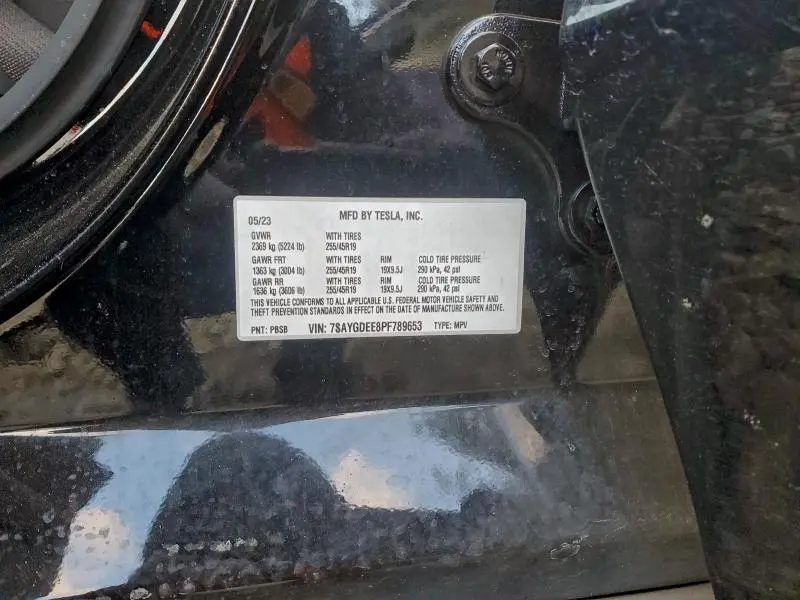 05/23 MFD BY TESLA, INC.
GVWR WITH TIRES
2369 kg (5224 lb) 255/45R19
GAWR FRT WITH TIRES RIM COLD TIRE PRESSURE
1363 kg (3004 lb) 255/45R19 19X9.5J 290 kPa, 42 psi
GAWR RR WITH TIRES RIM COLD TIRE PRESSURE
1636 kg (3606 lb) 255/45R19 19X9.5J 290 kPa, 42 psi
THIS VEHICLE CONFORMS TO ALL APPLICABLE U.S. FEDERAL MOTOR VEHICLE SAFETY AND
THEFT PREVENTION STANDARDS IN EFFECT ON THE DATE OF MANUFACTURE SHOWN ABOVE.
PNT: PBSB VIN: 7SAYGDEE8PF789653 TYPE: MPV